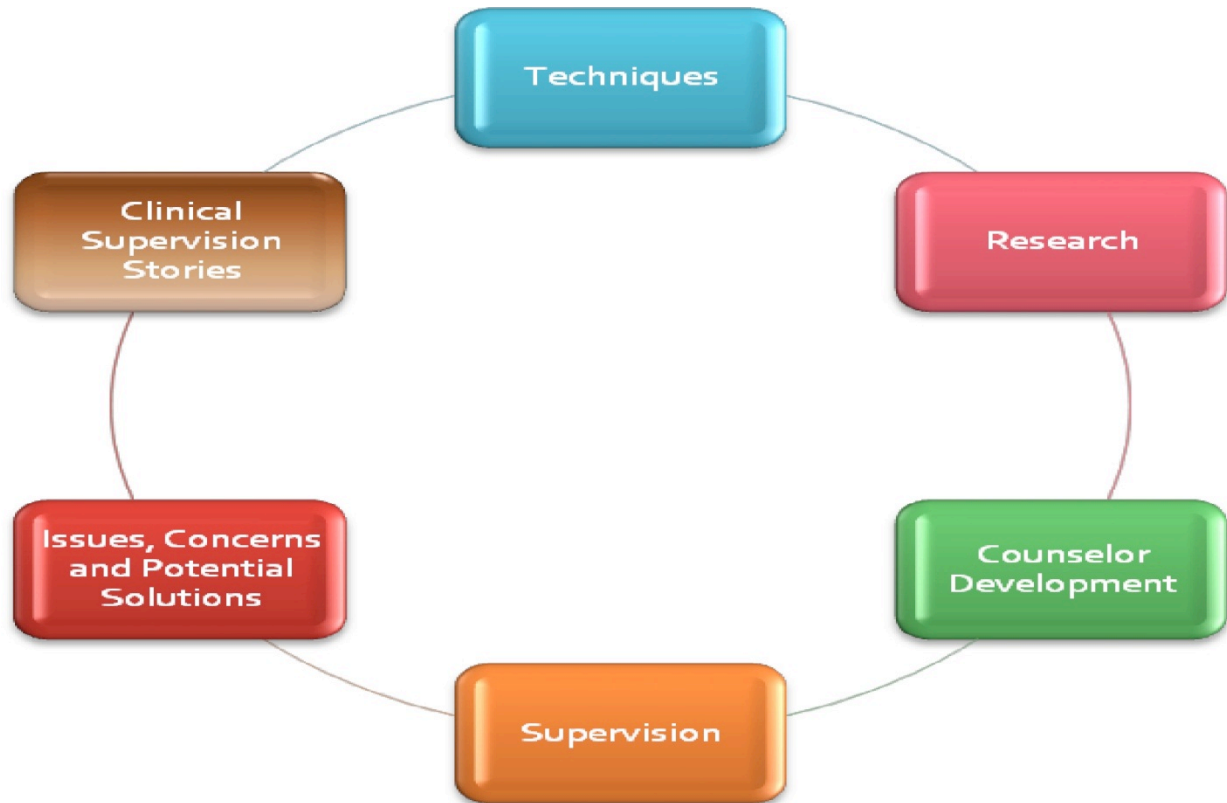 Techniques
Research
Counselor
Development
Supervision
Issues, Concerns
and Potential
Solutions
Clinical
Supervision
Stories